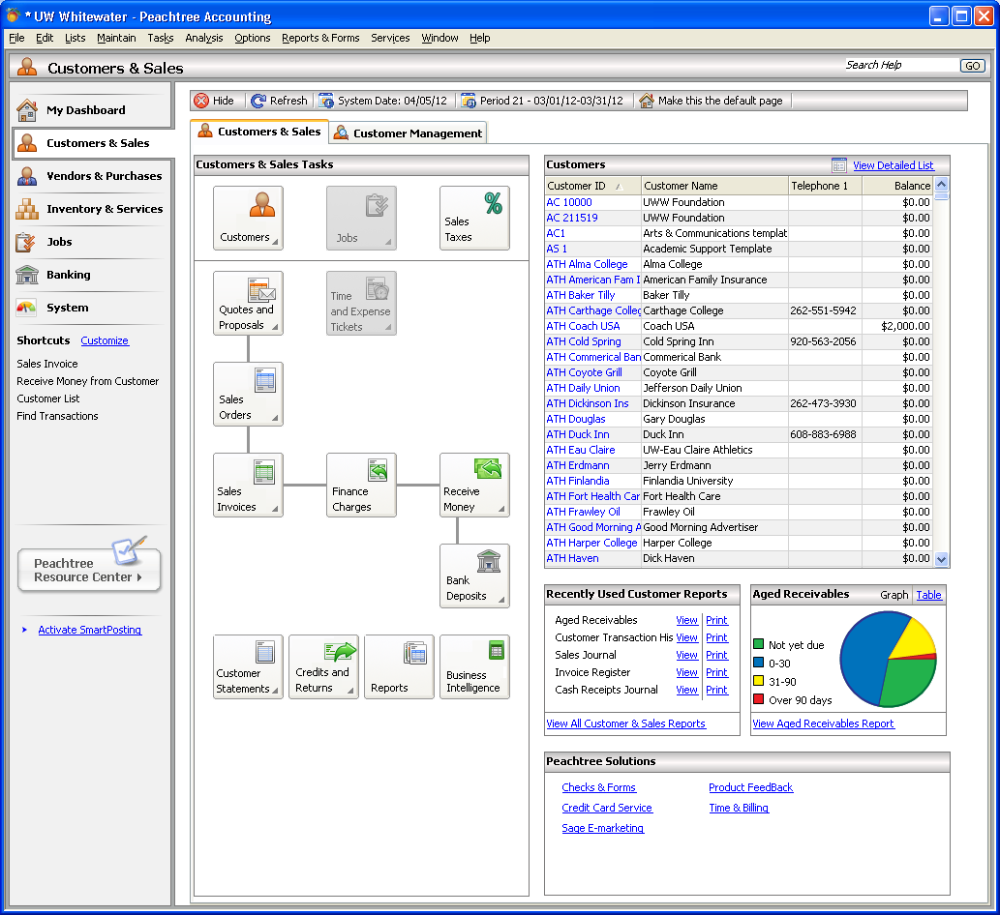 * UW Whitewater - Peachtree Accounting
File Edit Lists Maintain Tasks Analysis Options Reports & Forms Services Window Help
Customers & Sales
Search Help
GO
My Dashboard
Customers & Sales
Vendors & Purchases
Inventory & Services
Jobs
Banking
System
Shortcuts Customize
Sales Invoice
Receive Money from Customer
Customer List
Find Transactions
Peachtree
Resource Center
Activate SmartPosting
Hide Refresh System Date: 04/05/12 Period 21 - 03/01/12-03/31/12 Make this the default page
Customers & Sales Customer Management
Customers & Sales Tasks
Customers
Jobs
Sales
Taxes
Quotes and
Proposals
Time
and Expense
Tickets
Sales
Orders
Sales
Invoices
Finance
Charges
Receive
Money
Bank
Deposits
Customer
Statements
Credits and
Returns
Reports
Business
Intelligence
Customers View Detailed List
Customer ID Customer Name Telephone 1 Balance
AC 10000 UWW Foundation $0.00
AC 211519 UWW Foundation $0.00
AC1 Arts & Communications templat $0.00
AS 1 Academic Support Template $0.00
ATH Alma College Alma College $0.00
ATH American Fam I American Family Insurance $0.00
ATH Baker Tilly Baker Tilly $0.00
ATH Carthage Colleg Carthage College 262-551-5942 $0.00
ATH Coach USA Coach USA $2,000.00
ATH Cold Spring Cold Spring Inn 920-563-2056 $0.00
ATH Commerical Ban Commerical Bank $0.00
ATH Coyote Grill Coyote Grill $0.00
ATH Daily Union Jefferson Daily Union $0.00
ATH Dickinson Ins Dickinson Insurance 262-473-3930 $0.00
ATH Douglas Gary Douglas $0.00
ATH Duck Inn Duck Inn 608-883-6988 $0.00
ATH Eau Claire UW-Eau Claire Athletics $0.00
ATH Erdmann Jerry Erdmann $0.00
ATH Finlandia Finlandia University $0.00
ATH Fort Health Car Fort Health Care $0.00
ATH Frawley Oil Frawley Oil $0.00
ATH Good Morning A Good Morning Advertiser $0.00
ATH Harper College Harper College $0.00
ATH Haven Dick Haven $0.00
Recently Used Customer Reports
Aged Receivables View Print
Customer Transaction His View Print
Sales Journal View Print
Invoice Register View Print
Cash Receipts Journal View Print
View All Customer & Sales Reports
Aged Receivables Graph Table
Not yet due
0-30
31-90
Over 90 days
View Aged Receivables Report
Peachtree Solutions
Checks & Forms Product FeedBack
Credit Card Service Time & Billing
Sage E-marketing